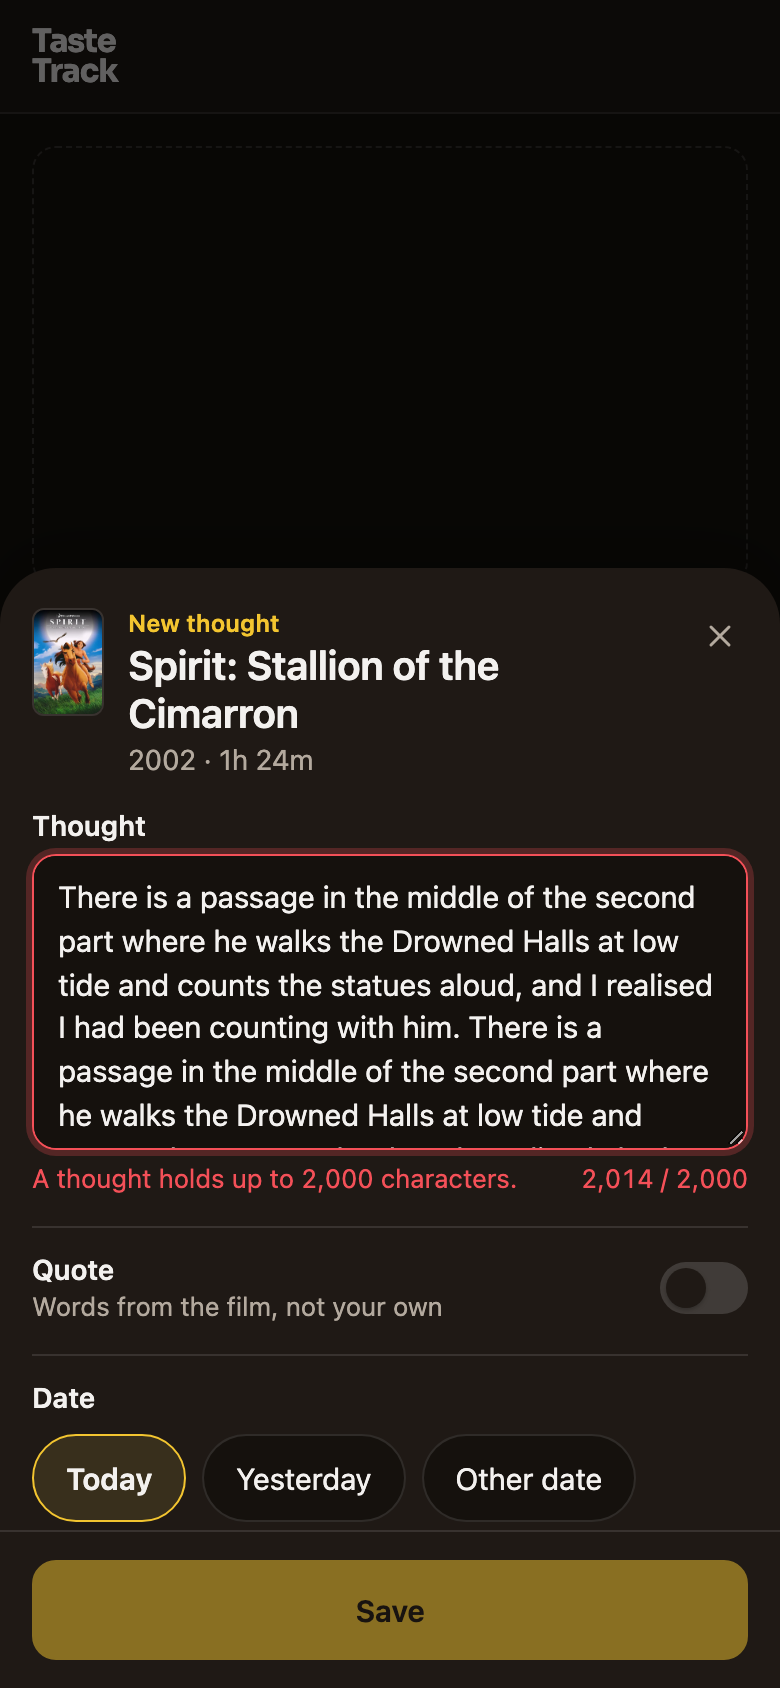 Taste
Track
SPIRIT
New thought
Spirit: Stallion of the
Cimarron
2002 · 1h 24m
Thought
There is a passage in the middle of the second
part where he walks the Drowned Halls at low
tide and counts the statues aloud, and I realised
I had been counting with him. There is a
passage in the middle of the second part where
he walks the Drowned Halls at low tide and
A thought holds up to 2,000 characters.
2,014 / 2,000
Quote
Words from the film, not your own
Date
Today
Yesterday
Other date
Save